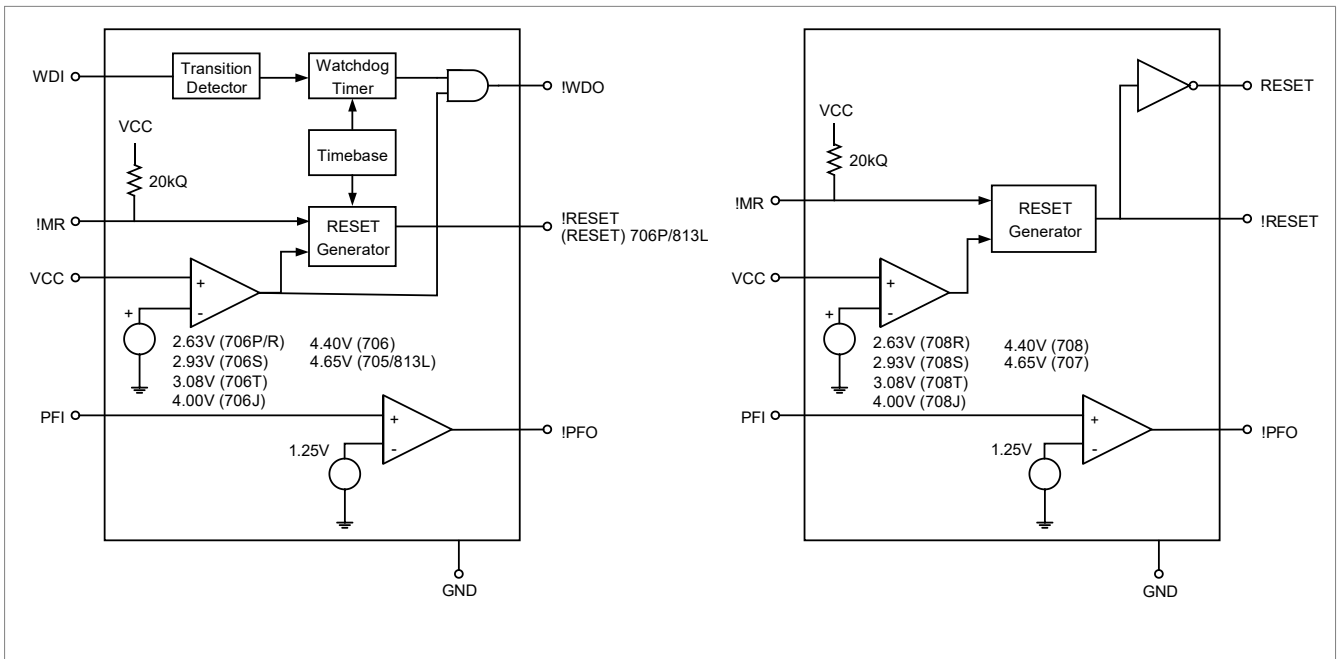 WDI
Transition
Detector
Watchdog
Timer
!WDO
VCC
20kQ
Timebase
!MR
RESET
Generator
!RESET
(RESET) 706P/813L
VCC
+
-
+
2.63V (706P/R)
2.93V (706S)
3.08V (706T)
4.00V (706J)
4.40V (706)
4.65V (705/813L)
PFI
+
-
1.25V
!PFO
GND
RESET
VCC
20kQ
!MR
RESET
Generator
!RESET
VCC
+
-
+
2.63V (708R)
2.93V (708S)
3.08V (708T)
4.00V (708J)
4.40V (708)
4.65V (707)
PFI
+
-
1.25V
!PFO
GND